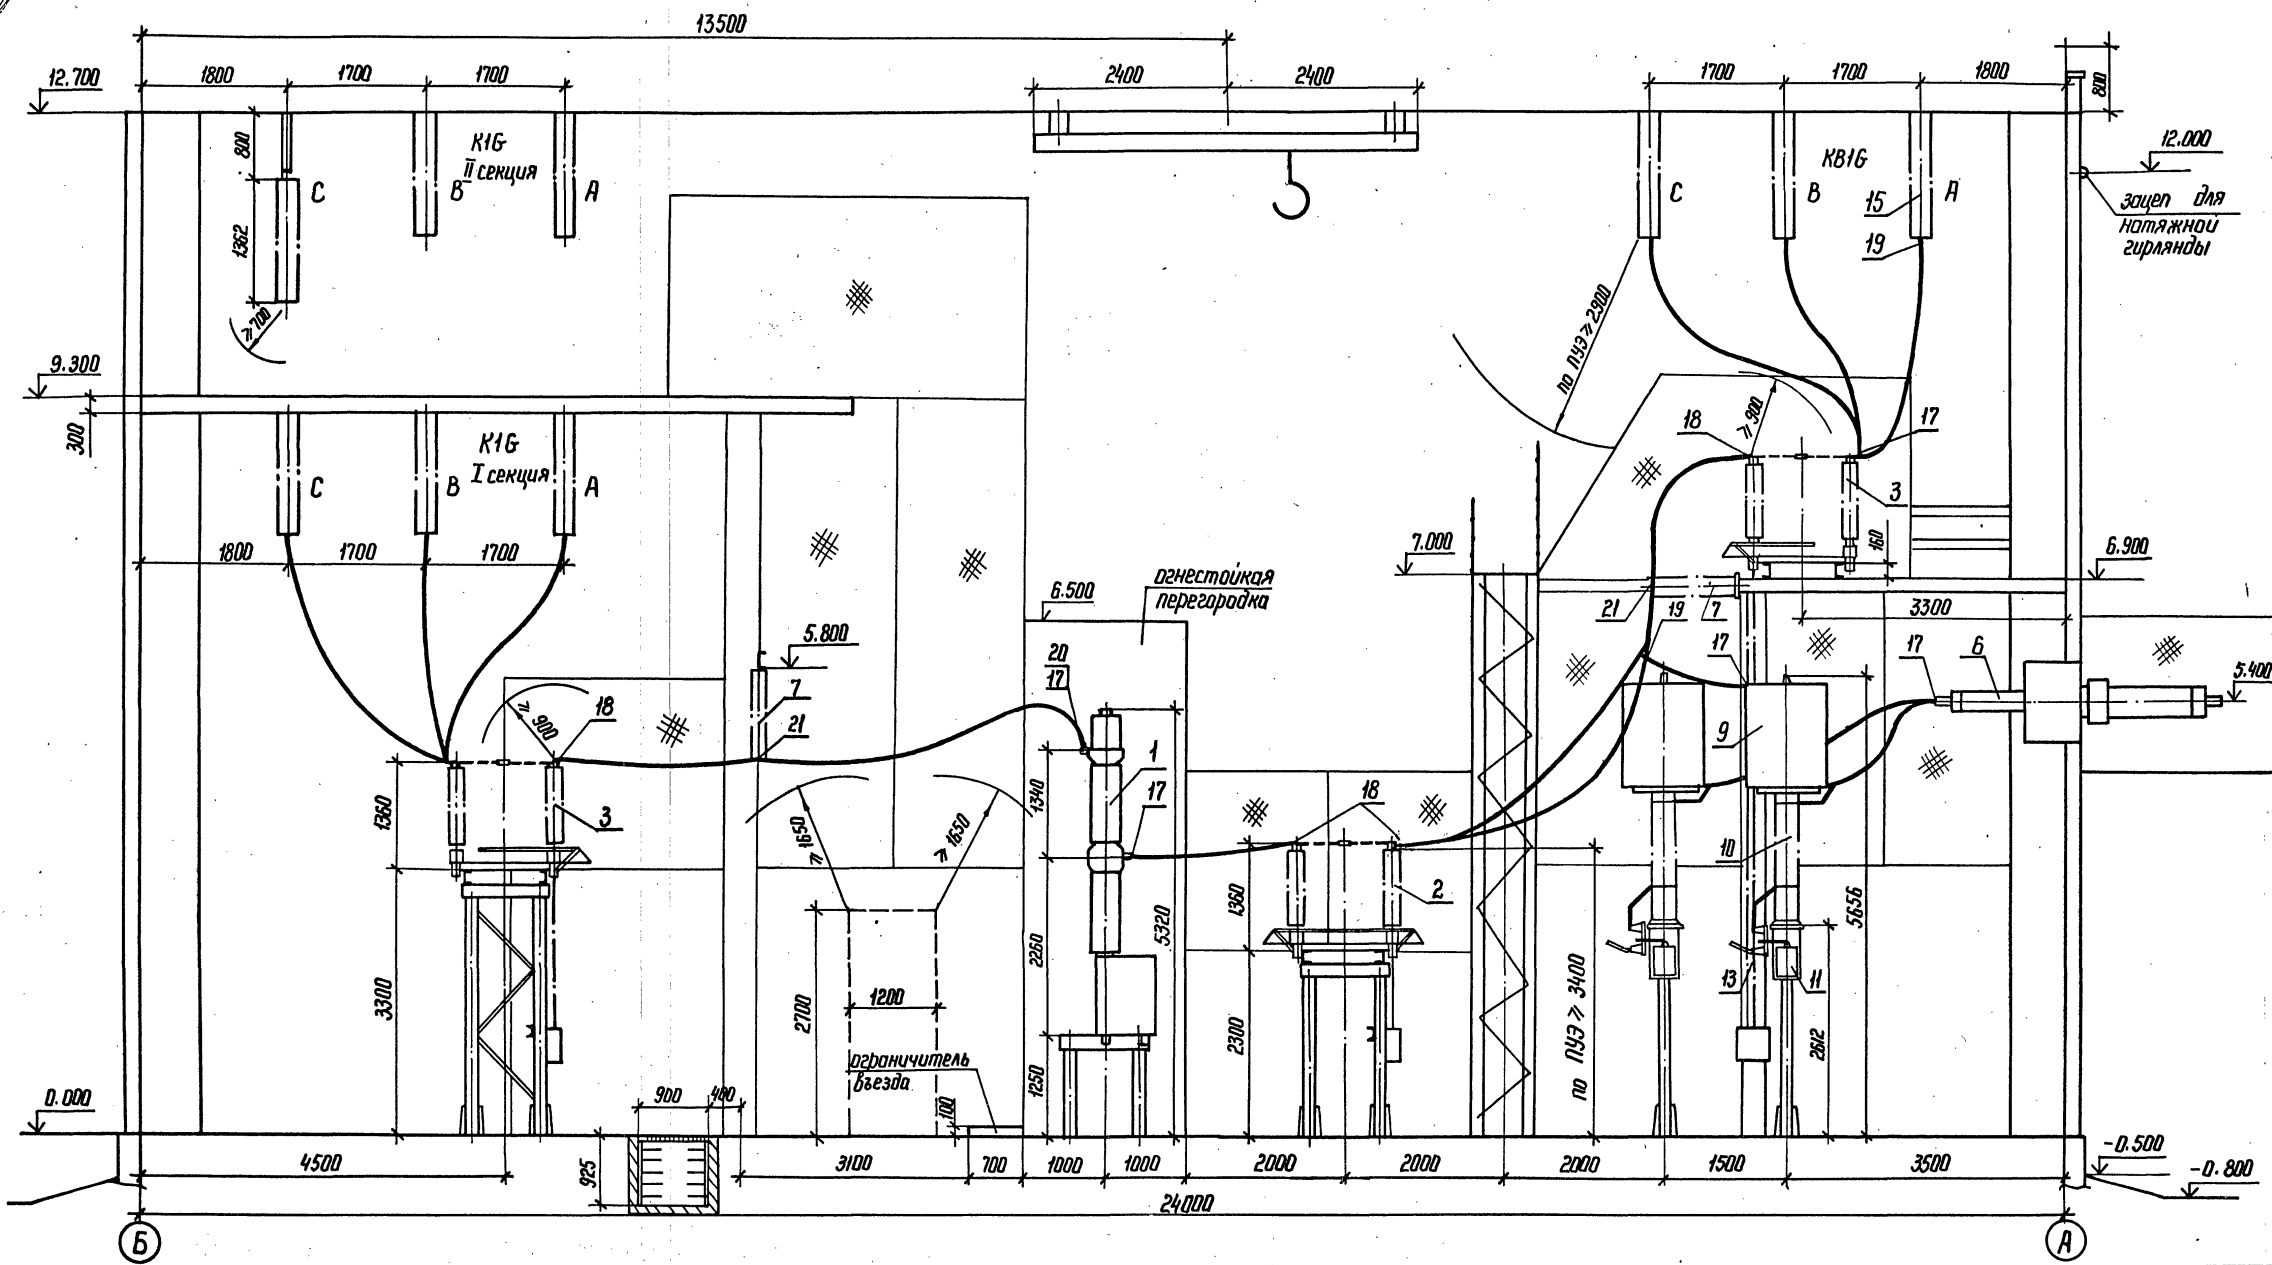 13500
12.700
1800 1700 1700
2400 2400
1700 1700 1800
800
800
К1G
II секция
С В А
1362
⩾ 700
КВ1G
С В А
15
19
12.000
зацеп для
натяжной
гирлянды
по ПУЭ ⩾ 2900
9.300
300
К1G
I секция
С В А
1800 1700 1700
⩾ 900
18
17
3
160
7.000
6.900
огнестойкая
перегородка
6.500
5.800
21 19 7
3300
20
17
17
17
6
5.400
7
21
⩾ 900
18
1
9
1340
17
18
1360
3
⩾ 1650
⩾ 1650
10
2
1360
5320
5656
2260
3300
2700
1200
2300
по ПУЭ ⩾ 3400
13
11
2612
ограничитель
въезда
1250
100
0.000
900 400
925
-0.500
-0.800
4500 3100 700 1000 1000 2000 2000 2000 1500 3500
24000
Б А